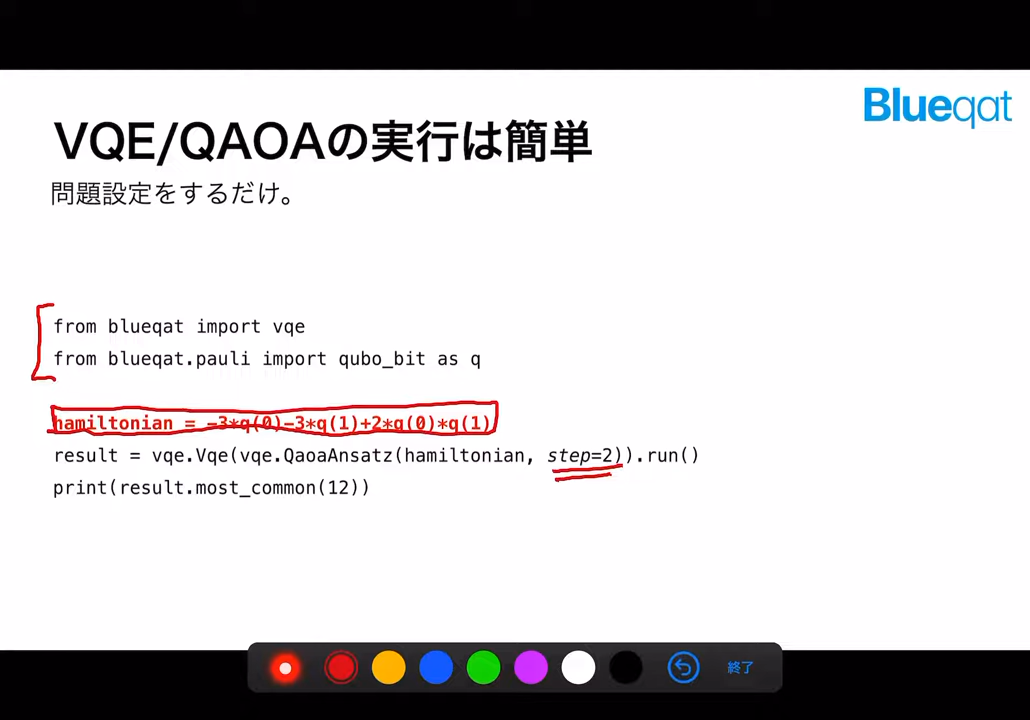 Blueqat
VQE/QAOAの実行は簡単
問題設定をするだけ。
from blueqat import vqe
from blueqat.pauli import qubo_bit as q
hamiltonian = -3*q(0)-3*q(1)+2*q(0)*q(1)
result = vqe.Vqe(vqe.QaoaAnsatz(hamiltonian, step=2)).run()
print(result.most_common(12))
終了